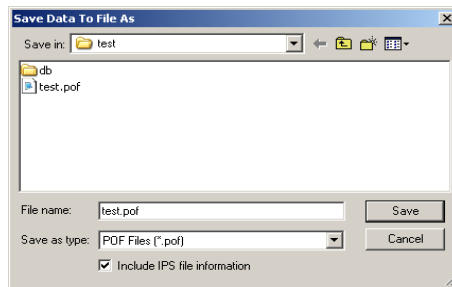 Save Data To File As
Save in: test
db
test.pof
File name: test.pof
Save
Save as type: POF Files (*.pof)
Cancel
Include IPS file information